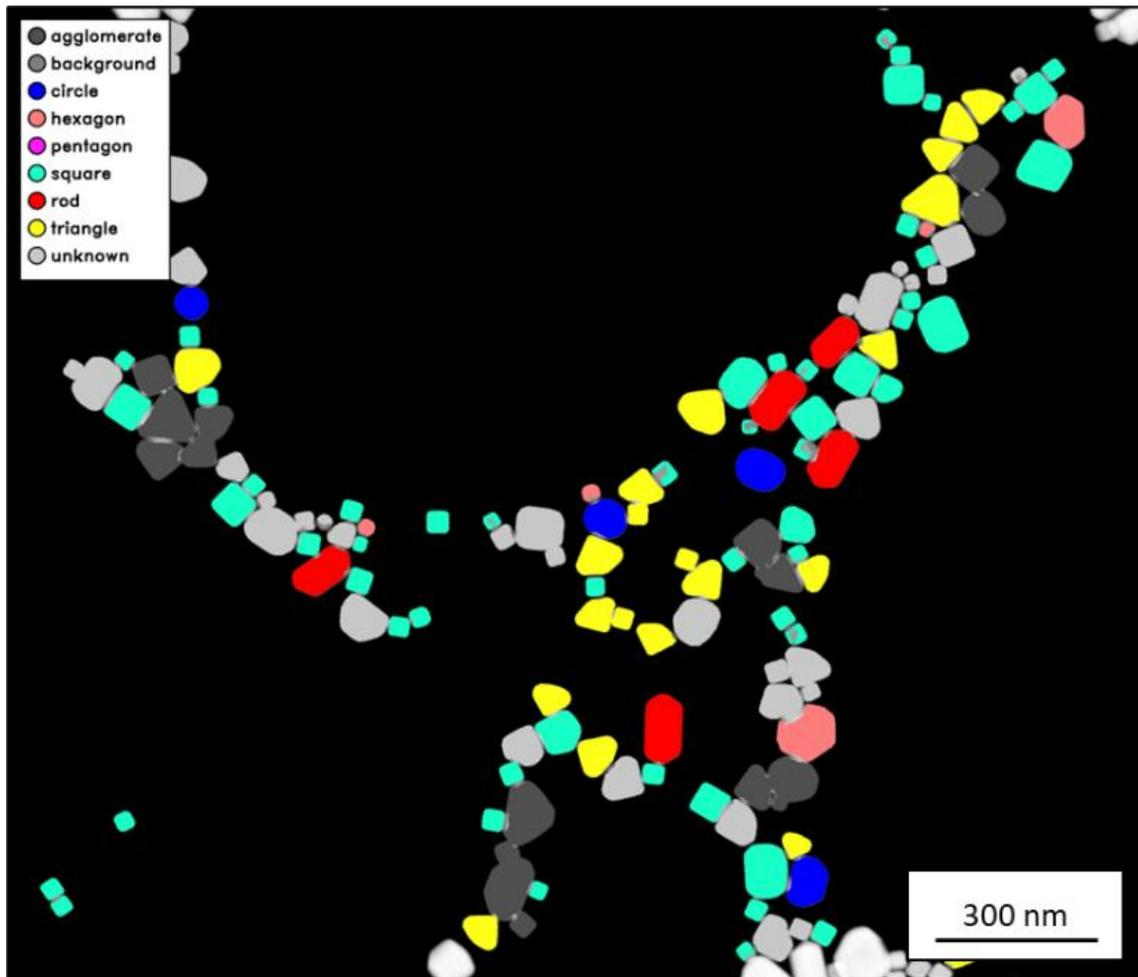 agglomerate
background
circle
hexagon
pentagon
square
rod
triangle
unknown
300 nm